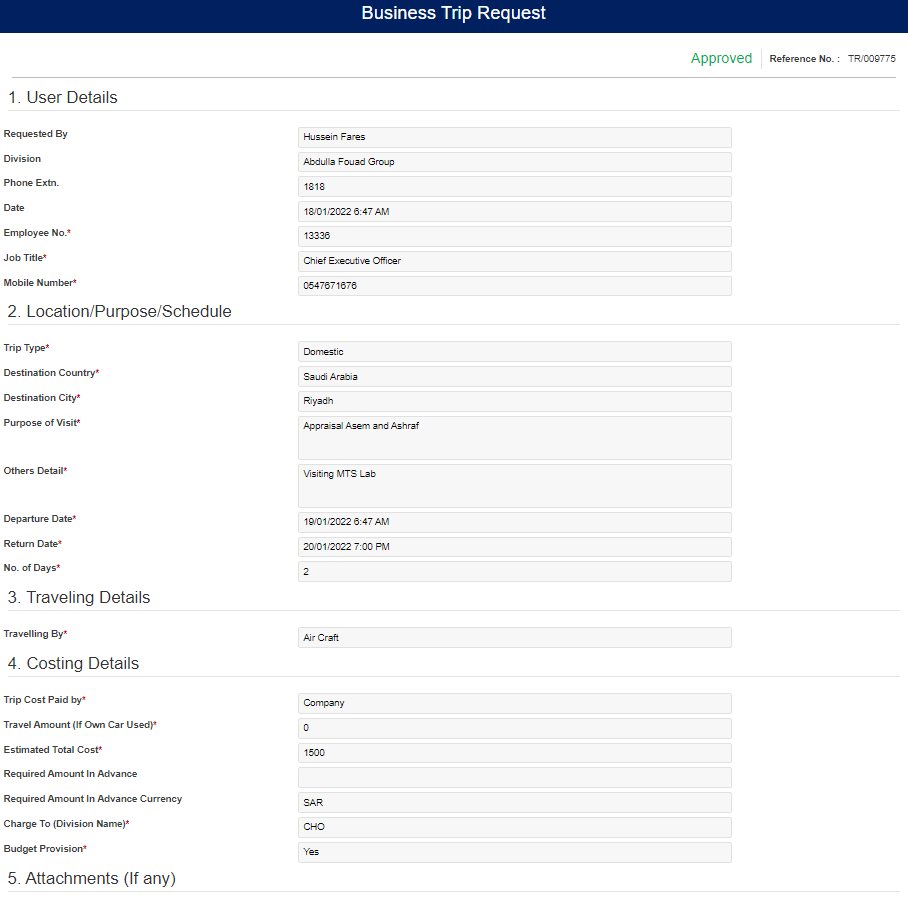 Business Trip Request
Approved Reference No. : TR/009775
1. User Details
Requested By Hussein Fares
Division Abdulla Fouad Group
Phone Extn. 1818
Date 18/01/2022 6:47 AM
Employee No.* 13336
Job Title* Chief Executive Officer
Mobile Number* 0547671676
2. Location/Purpose/Schedule
Trip Type* Domestic
Destination Country* Saudi Arabia
Destination City* Riyadh
Purpose of Visit* Appraisal Asem and Ashraf
Others Detail* Visiting MTS Lab
Departure Date* 19/01/2022 6:47 AM
Return Date* 20/01/2022 7:00 PM
No. of Days* 2
3. Traveling Details
Travelling By* Air Craft
4. Costing Details
Trip Cost Paid by* Company
Travel Amount (If Own Car Used)* 0
Estimated Total Cost* 1500
Required Amount In Advance
Required Amount In Advance Currency SAR
Charge To (Division Name)* CHO
Budget Provision* Yes
5. Attachments (If any)